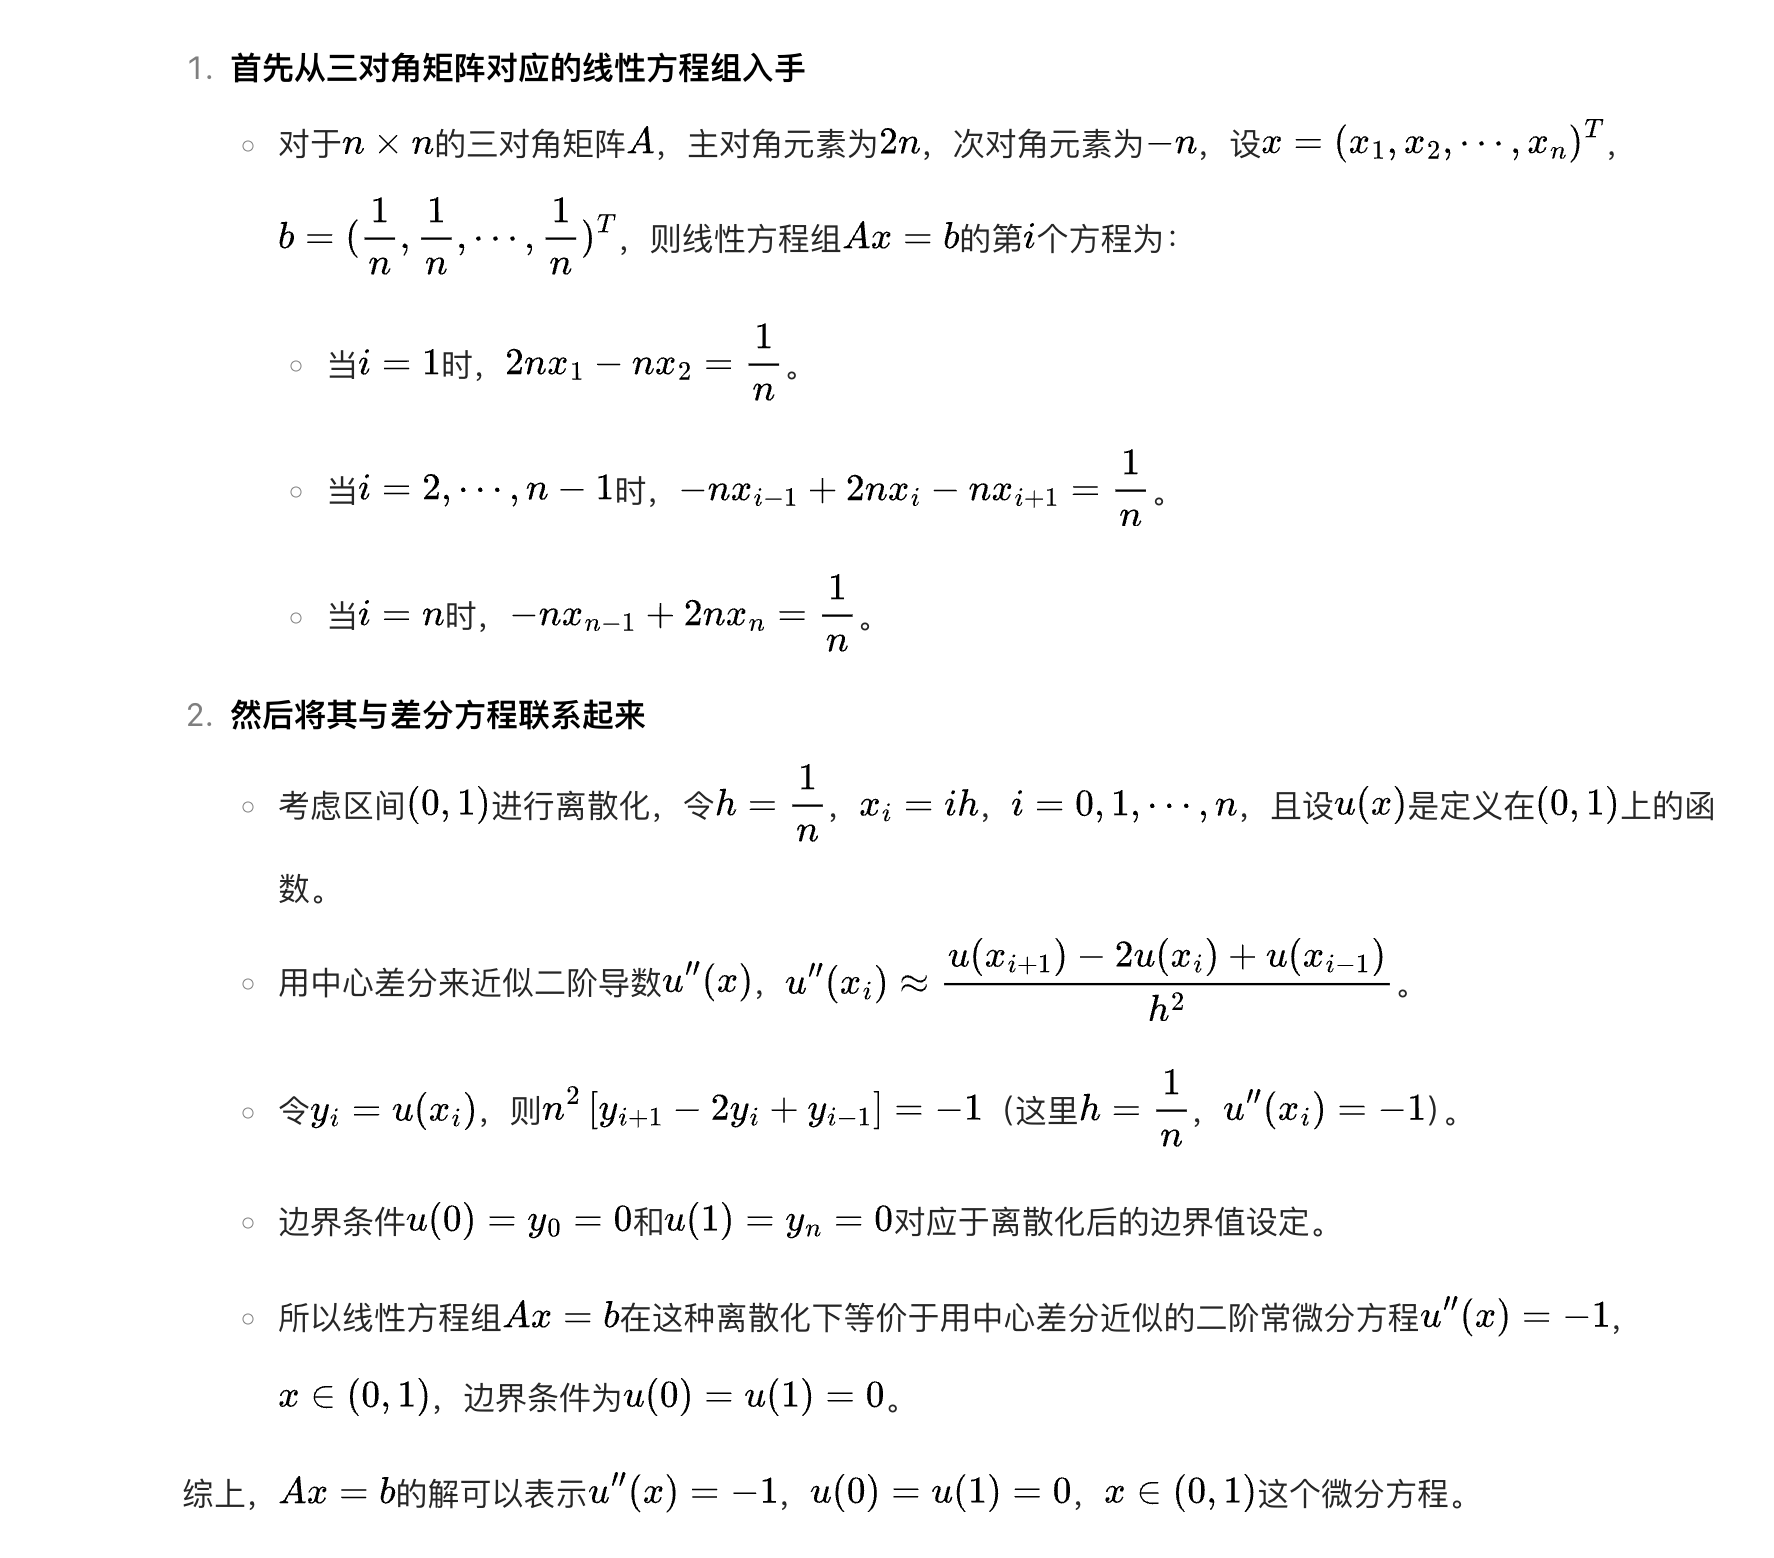 1. 首先从三对角矩阵对应的线性方程组入手
◦ 对于$n \times n$的三对角矩阵$A$，主对角元素为$2n$，次对角元素为$-n$，设$x = (x_1, x_2, \cdots, x_n)^T$，
$b = (\frac{1}{n}, \frac{1}{n}, \cdots, \frac{1}{n})^T$，则线性方程组$Ax = b$的第$i$个方程为：
◦ 当$i = 1$时，$2nx_1 - nx_2 = \frac{1}{n}$。
◦ 当$i = 2, \cdots, n-1$时，$-nx_{i-1} + 2nx_i - nx_{i+1} = \frac{1}{n}$。
◦ 当$i = n$时，$-nx_{n-1} + 2nx_n = \frac{1}{n}$。
2. 然后将其与差分方程联系起来
◦ 考虑区间$(0, 1)$进行离散化，令$h = \frac{1}{n}$，$x_i = ih$，$i = 0, 1, \cdots, n$，且设$u(x)$是定义在$(0, 1)$上的函
数。
◦ 用中心差分来近似二阶导数$u''(x)$，$u''(x_i) \approx \frac{u(x_{i+1}) - 2u(x_i) + u(x_{i-1})}{h^2}$。
◦ 令$y_i = u(x_i)$，则$n^2 [y_{i+1} - 2y_i + y_{i-1}] = -1$（这里$h = \frac{1}{n}$，$u''(x_i) = -1$）。
◦ 边界条件$u(0) = y_0 = 0$和$u(1) = y_n = 0$对应于离散化后的边界值设定。
◦ 所以线性方程组$Ax = b$在这种离散化下等价于用中心差分近似的二阶常微分方程$u''(x) = -1$，
$x \in (0, 1)$，边界条件为$u(0) = u(1) = 0$。
综上，$Ax = b$的解可以表示$u''(x) = -1$，$u(0) = u(1) = 0$，$x \in (0, 1)$这个微分方程。